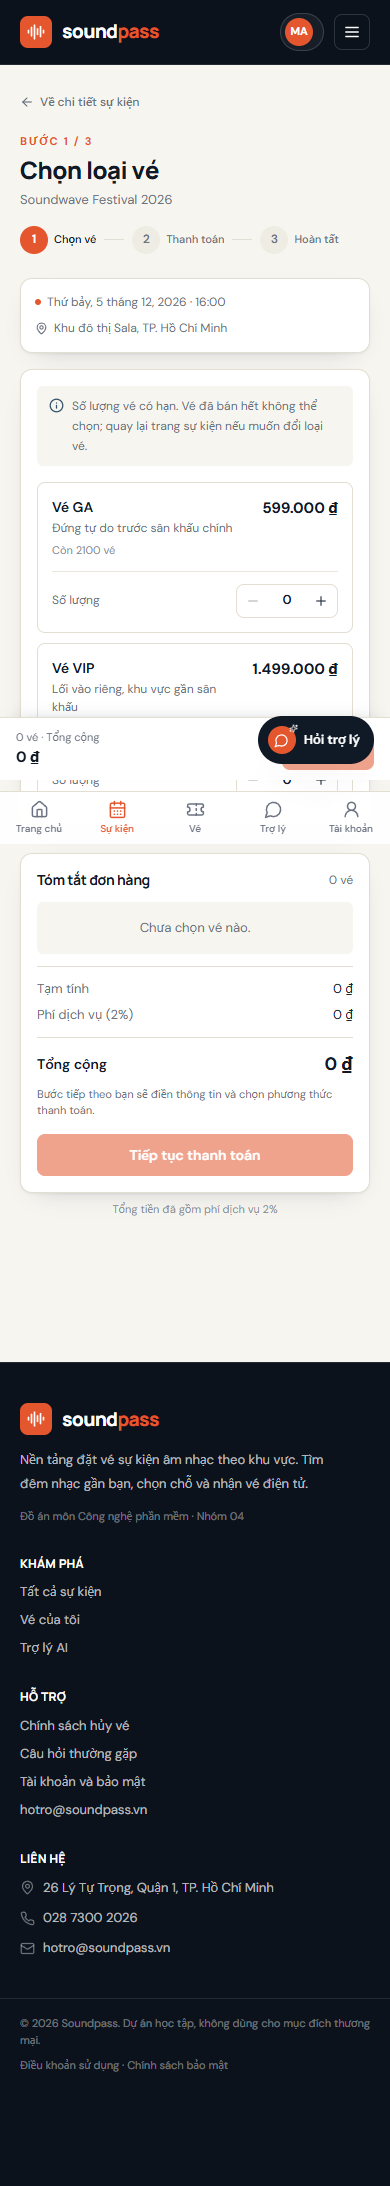 soundpass
MA
Về chi tiết sự kiện
BƯỚC 1 / 3
Chọn loại vé
Soundwave Festival 2026
1 Chọn vé 2 Thanh toán 3 Hoàn tất
Thứ bảy, 5 tháng 12, 2026 · 16:00
Khu đô thị Sala, TP. Hồ Chí Minh
Số lượng vé có hạn. Vé đã bán hết không thể
chọn; quay lại trang sự kiện nếu muốn đổi loại
vé.
Vé GA 599.000 ₫
Đứng tự do trước sân khấu chính
Còn 2100 vé
Số lượng 0
Vé VIP 1.499.000 ₫
Lối vào riêng, khu vực gần sân
khấu
0 vé · Tổng cộng
0 ₫
Hỏi trợ lý
Số lượng 0
Trang chủ Sự kiện Vé Trợ lý Tài khoản
Tóm tắt đơn hàng 0 vé
Chưa chọn vé nào.
Tạm tính 0 ₫
Phí dịch vụ (2%) 0 ₫
Tổng cộng 0 ₫
Bước tiếp theo bạn sẽ điền thông tin và chọn phương thức
thanh toán.
Tiếp tục thanh toán
Tổng tiền đã gồm phí dịch vụ 2%
soundpass
Nền tảng đặt vé sự kiện âm nhạc theo khu vực. Tìm
đêm nhạc gần bạn, chọn chỗ và nhận vé điện tử.
Đồ án môn Công nghệ phần mềm · Nhóm 04
KHÁM PHÁ
Tất cả sự kiện
Vé của tôi
Trợ lý AI
HỖ TRỢ
Chính sách hủy vé
Câu hỏi thường gặp
Tài khoản và bảo mật
hotro@soundpass.vn
LIÊN HỆ
26 Lý Tự Trọng, Quận 1, TP. Hồ Chí Minh
028 7300 2026
hotro@soundpass.vn
© 2026 Soundpass. Dự án học tập, không dùng cho mục đích thương
mại.
Điều khoản sử dụng · Chính sách bảo mật